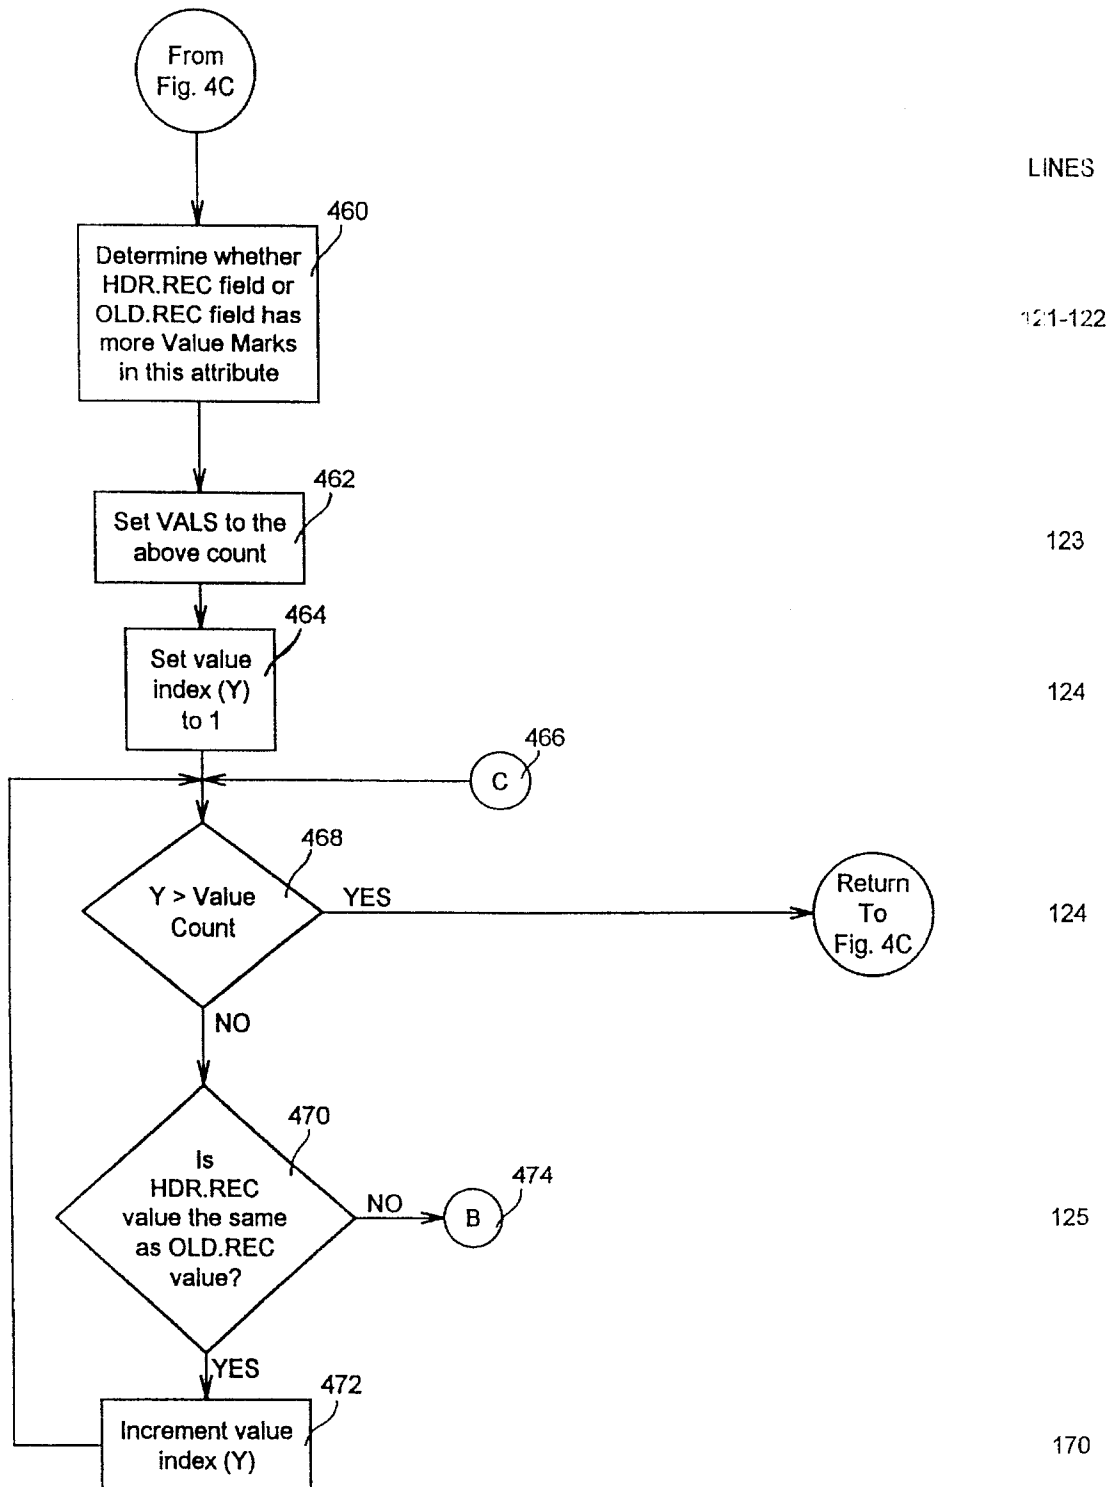 From
Fig. 4C
LINES
460
Determine whether
HDR.REC field or
OLD.REC field has
more Value Marks
in this attribute
121-122
462
Set VALS to the
above count
123
464
Set value
index (Y)
to 1
124
466
C
468
Y > Value
Count
YES
Return
To
Fig. 4C
124
NO
470
Is
HDR.REC
value the same
as OLD.REC
value?
NO
B
474
125
YES
472
Increment value
index (Y)
170